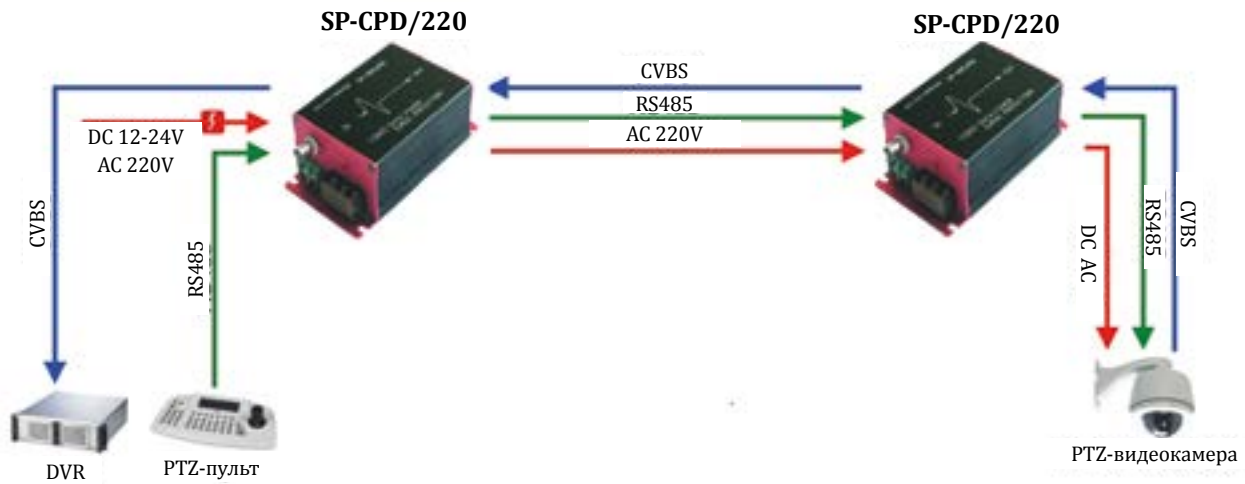 SP-CPD/220
SP-CPD/220
CVBS
RS485
AC 220V
DC 12-24V
AC 220V
CVBS
RS485
DC AC
RS485
CVBS
DVR
PTZ-пульт
PTZ-видеокамера